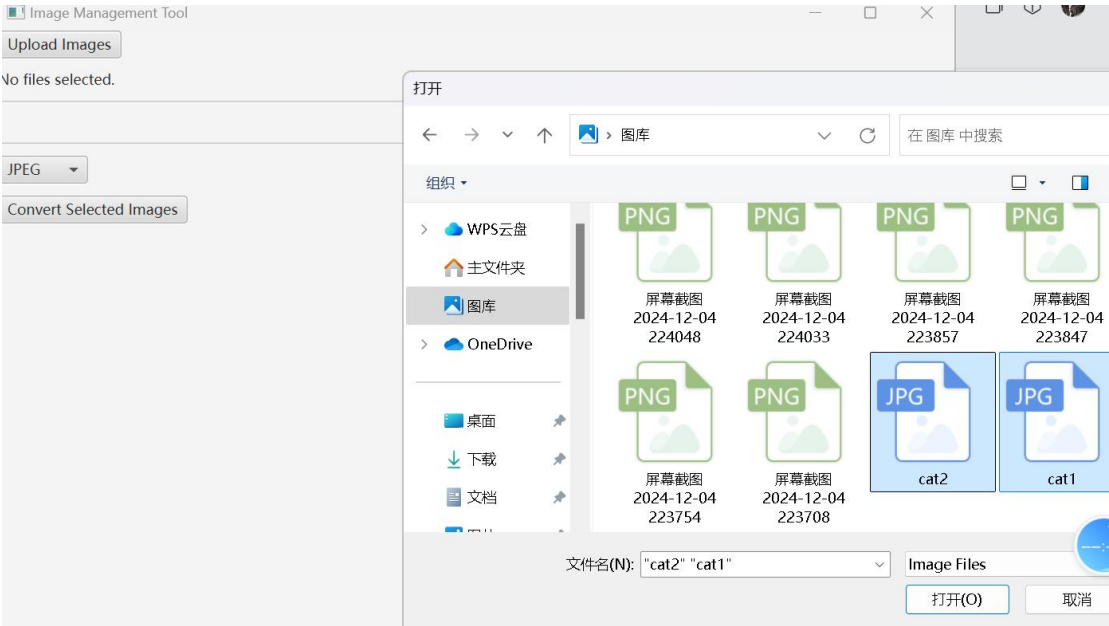 Image Management Tool
Upload Images
No files selected.
JPEG
Convert Selected Images
打开
图库
在 图库 中搜索
组织
WPS云盘
主文件夹
图库
OneDrive
桌面
下载
文档
PNG
PNG
PNG
PNG
屏幕截图
2024-12-04
224048
屏幕截图
2024-12-04
224033
屏幕截图
2024-12-04
223857
屏幕截图
2024-12-04
223847
PNG
PNG
JPG
JPG
屏幕截图
2024-12-04
223754
屏幕截图
2024-12-04
223708
cat2
cat1
文件名(N):
"cat2" "cat1"
Image Files
打开(O)
取消